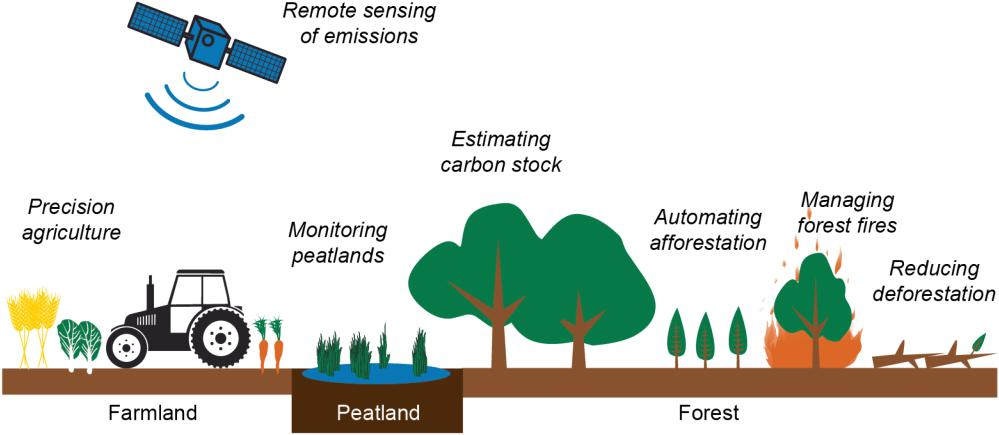 Remote sensing
of emissions
Estimating
carbon stock
Precision
agriculture
Monitoring
peatlands
Automating
afforestation
Managing
forest fires
Reducing
deforestation
Farmland
Peatland
Forest